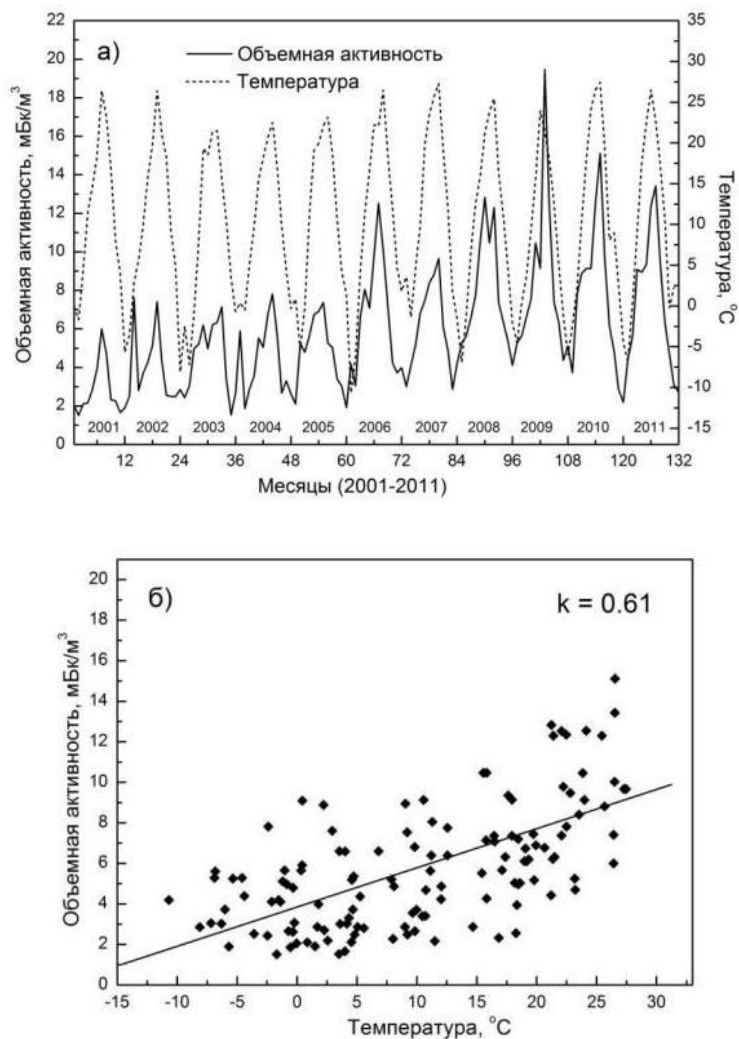 а)
Объемная активность
Температура
Объемная активность, мБк/м³
22
20
18
16
14
12
10
8
6
4
2
0
35
30
25
20
15
10
5
0
-5
-10
-15
Температура, °С
2001 2002 2003 2004 2005 2006 2007 2008 2009 2010 2011
12 24 36 48 60 72 84 96 108 120 132
Месяцы (2001-2011)
б)
k = 0.61
Объемная активность, мБк/м³
20
18
16
14
12
10
8
6
4
2
0
-15 -10 -5 0 5 10 15 20 25 30
Температура, °С